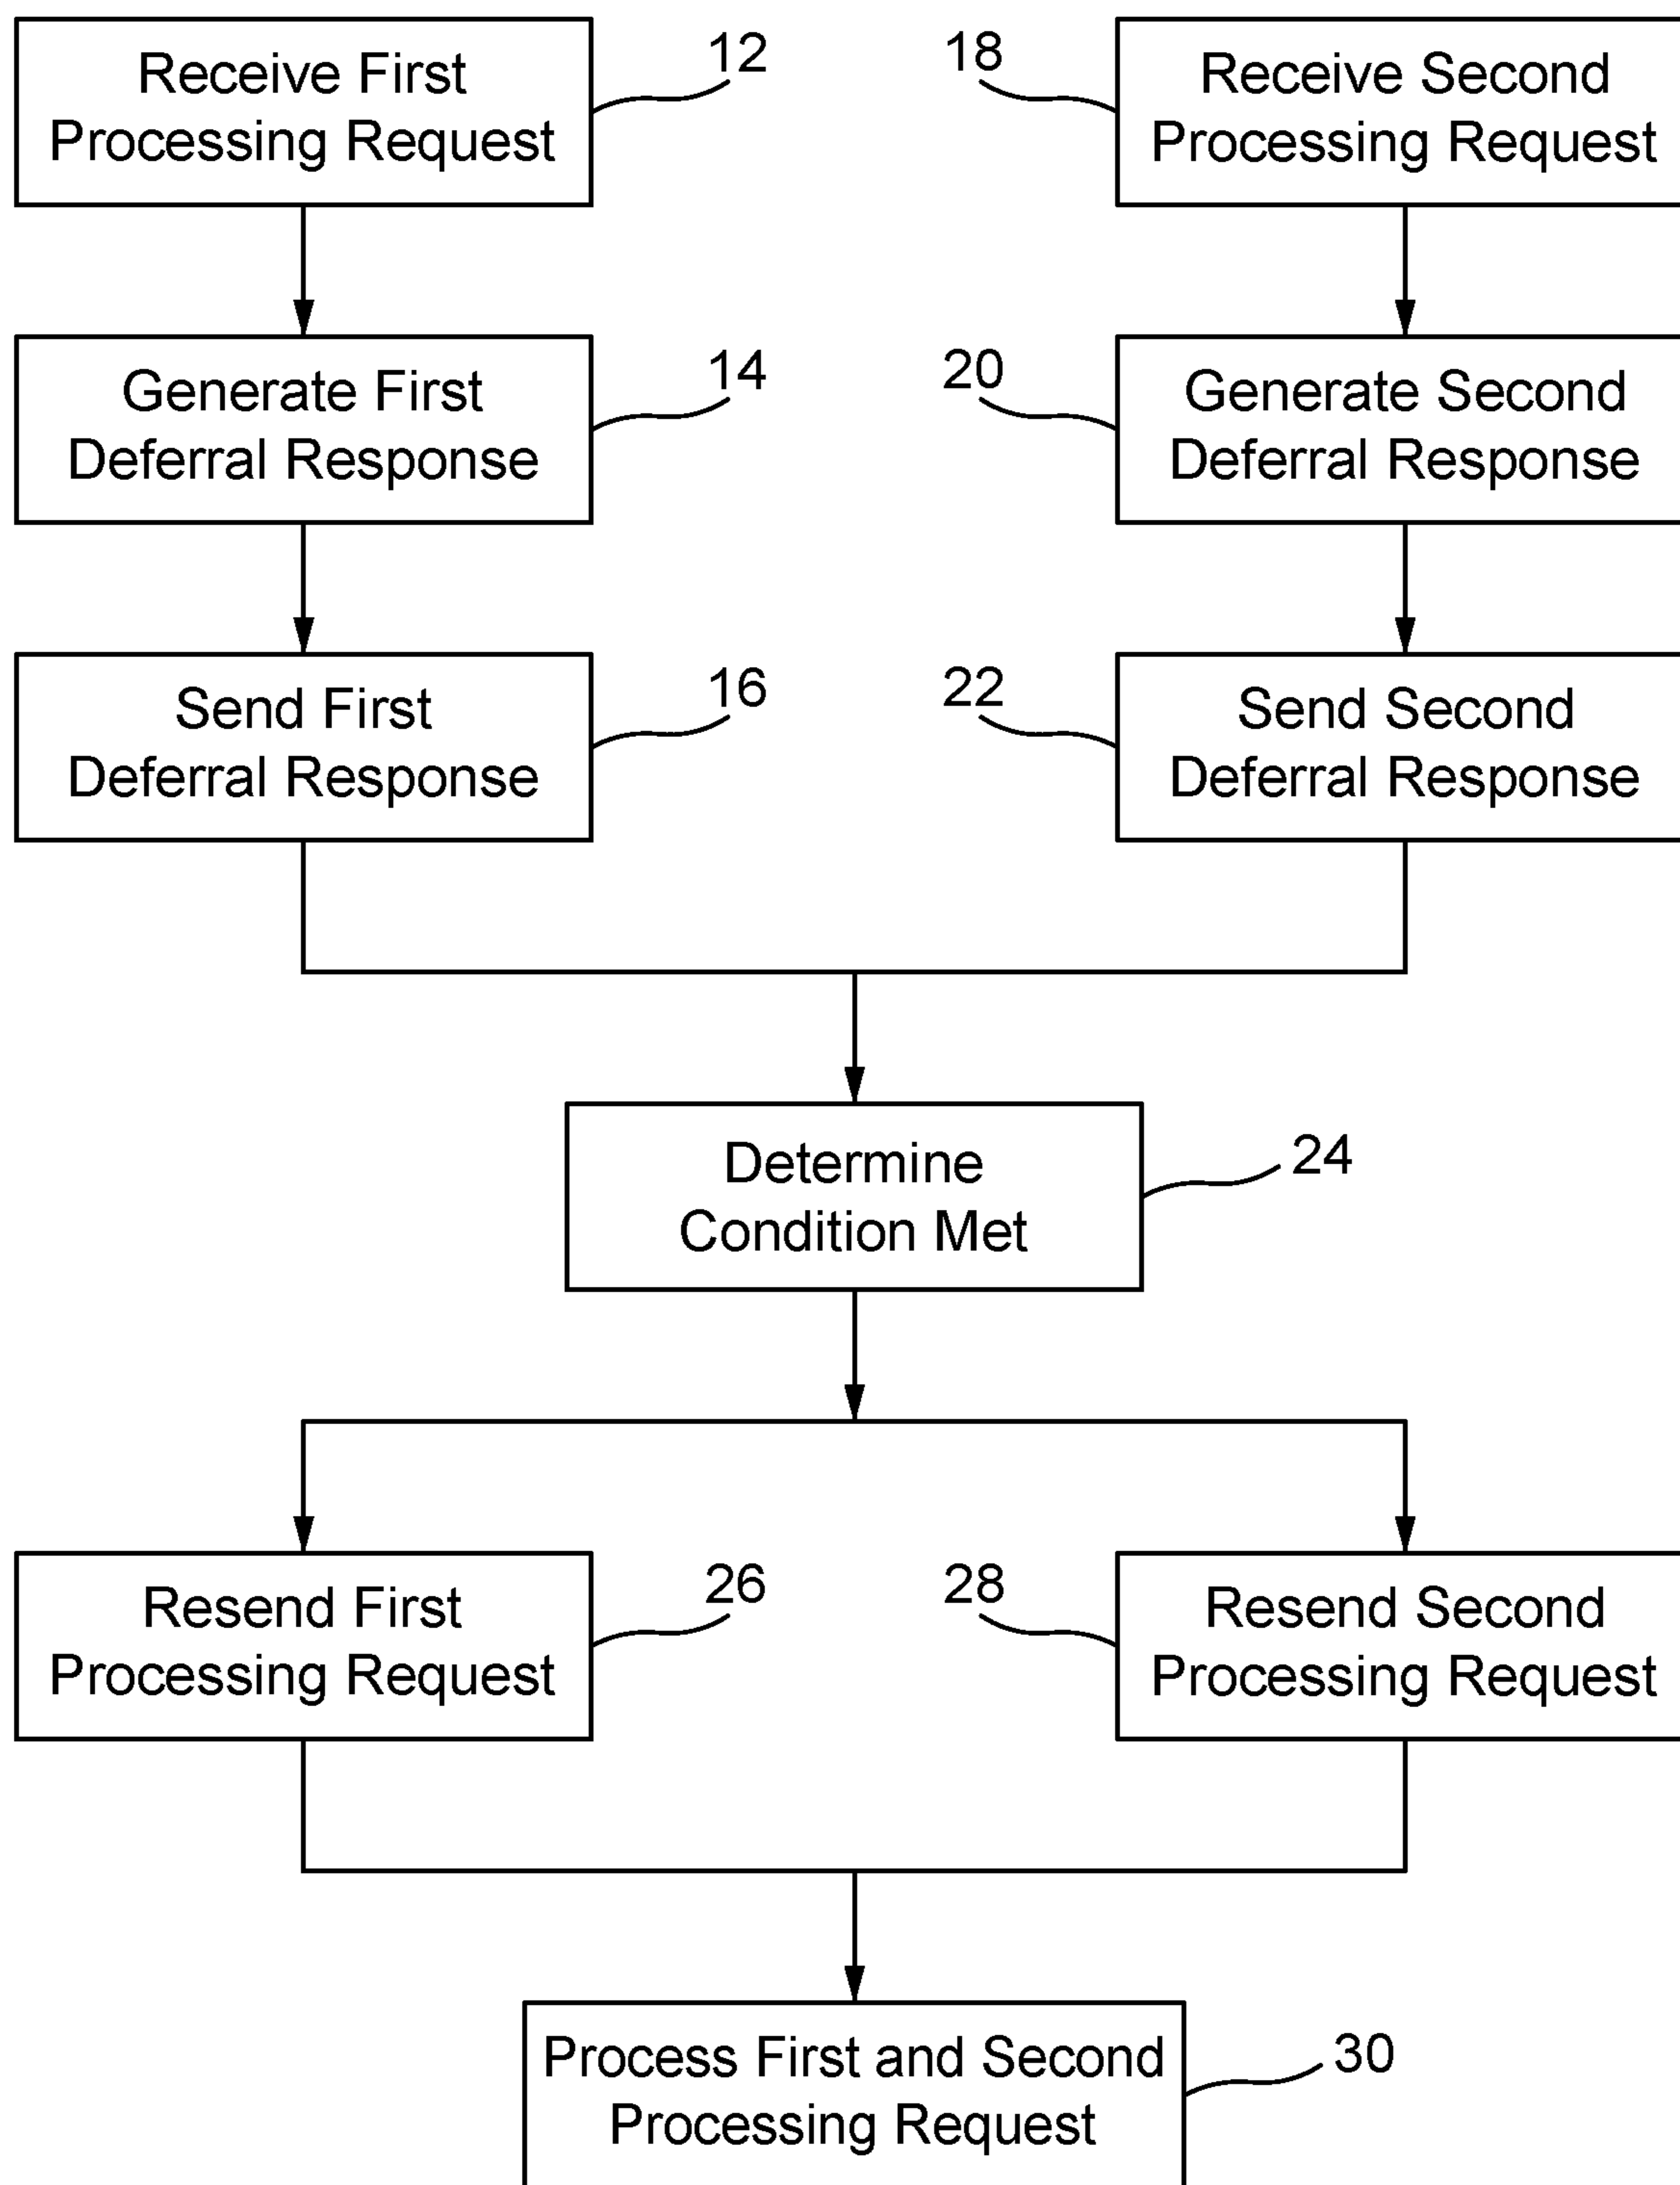 Receive First
Processing Request
12
18
Receive Second
Processing Request
Generate First
Deferral Response
14
20
Generate Second
Deferral Response
Send First
Deferral Response
16
22
Send Second
Deferral Response
Determine
Condition Met
24
Resend First
Processing Request
26
28
Resend Second
Processing Request
Process First and Second
Processing Request
30